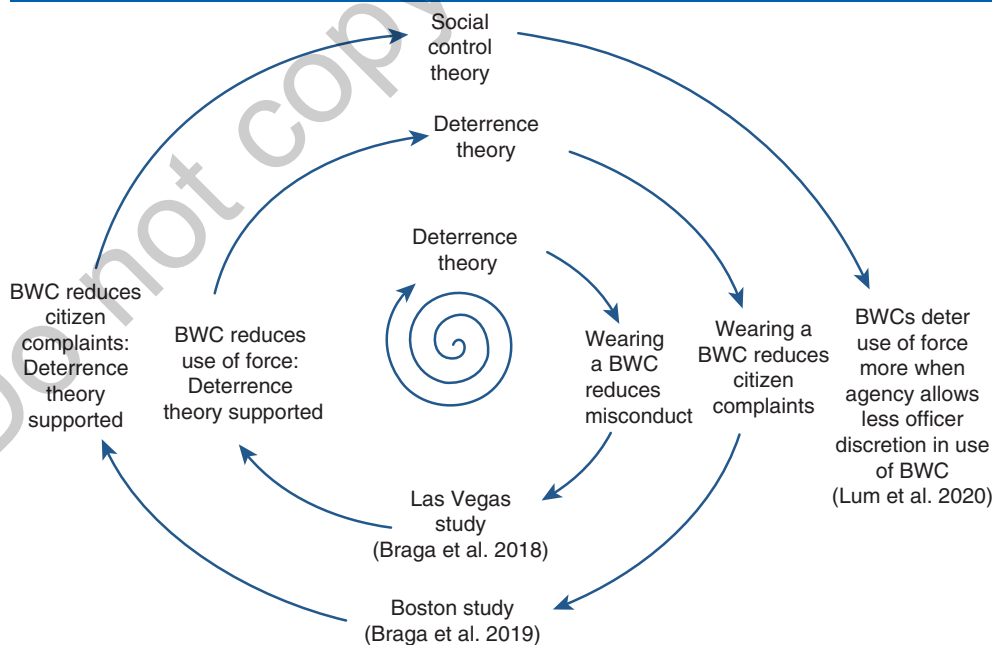 Do not copy
Social
control
theory
Deterrence
theory
Deterrence
theory
BWC reduces
citizen
complaints:
Deterrence
theory
supported
BWC reduces
use of force:
Deterrence
theory supported
Wearing
a BWC
reduces
misconduct
Wearing a
BWC reduces
citizen
complaints
BWCs deter
use of force
more when
agency allows
less officer
discretion in use
of BWC
(Lum et al. 2020)
Las Vegas
study
(Braga et al. 2018)
Boston study
(Braga et al. 2019)